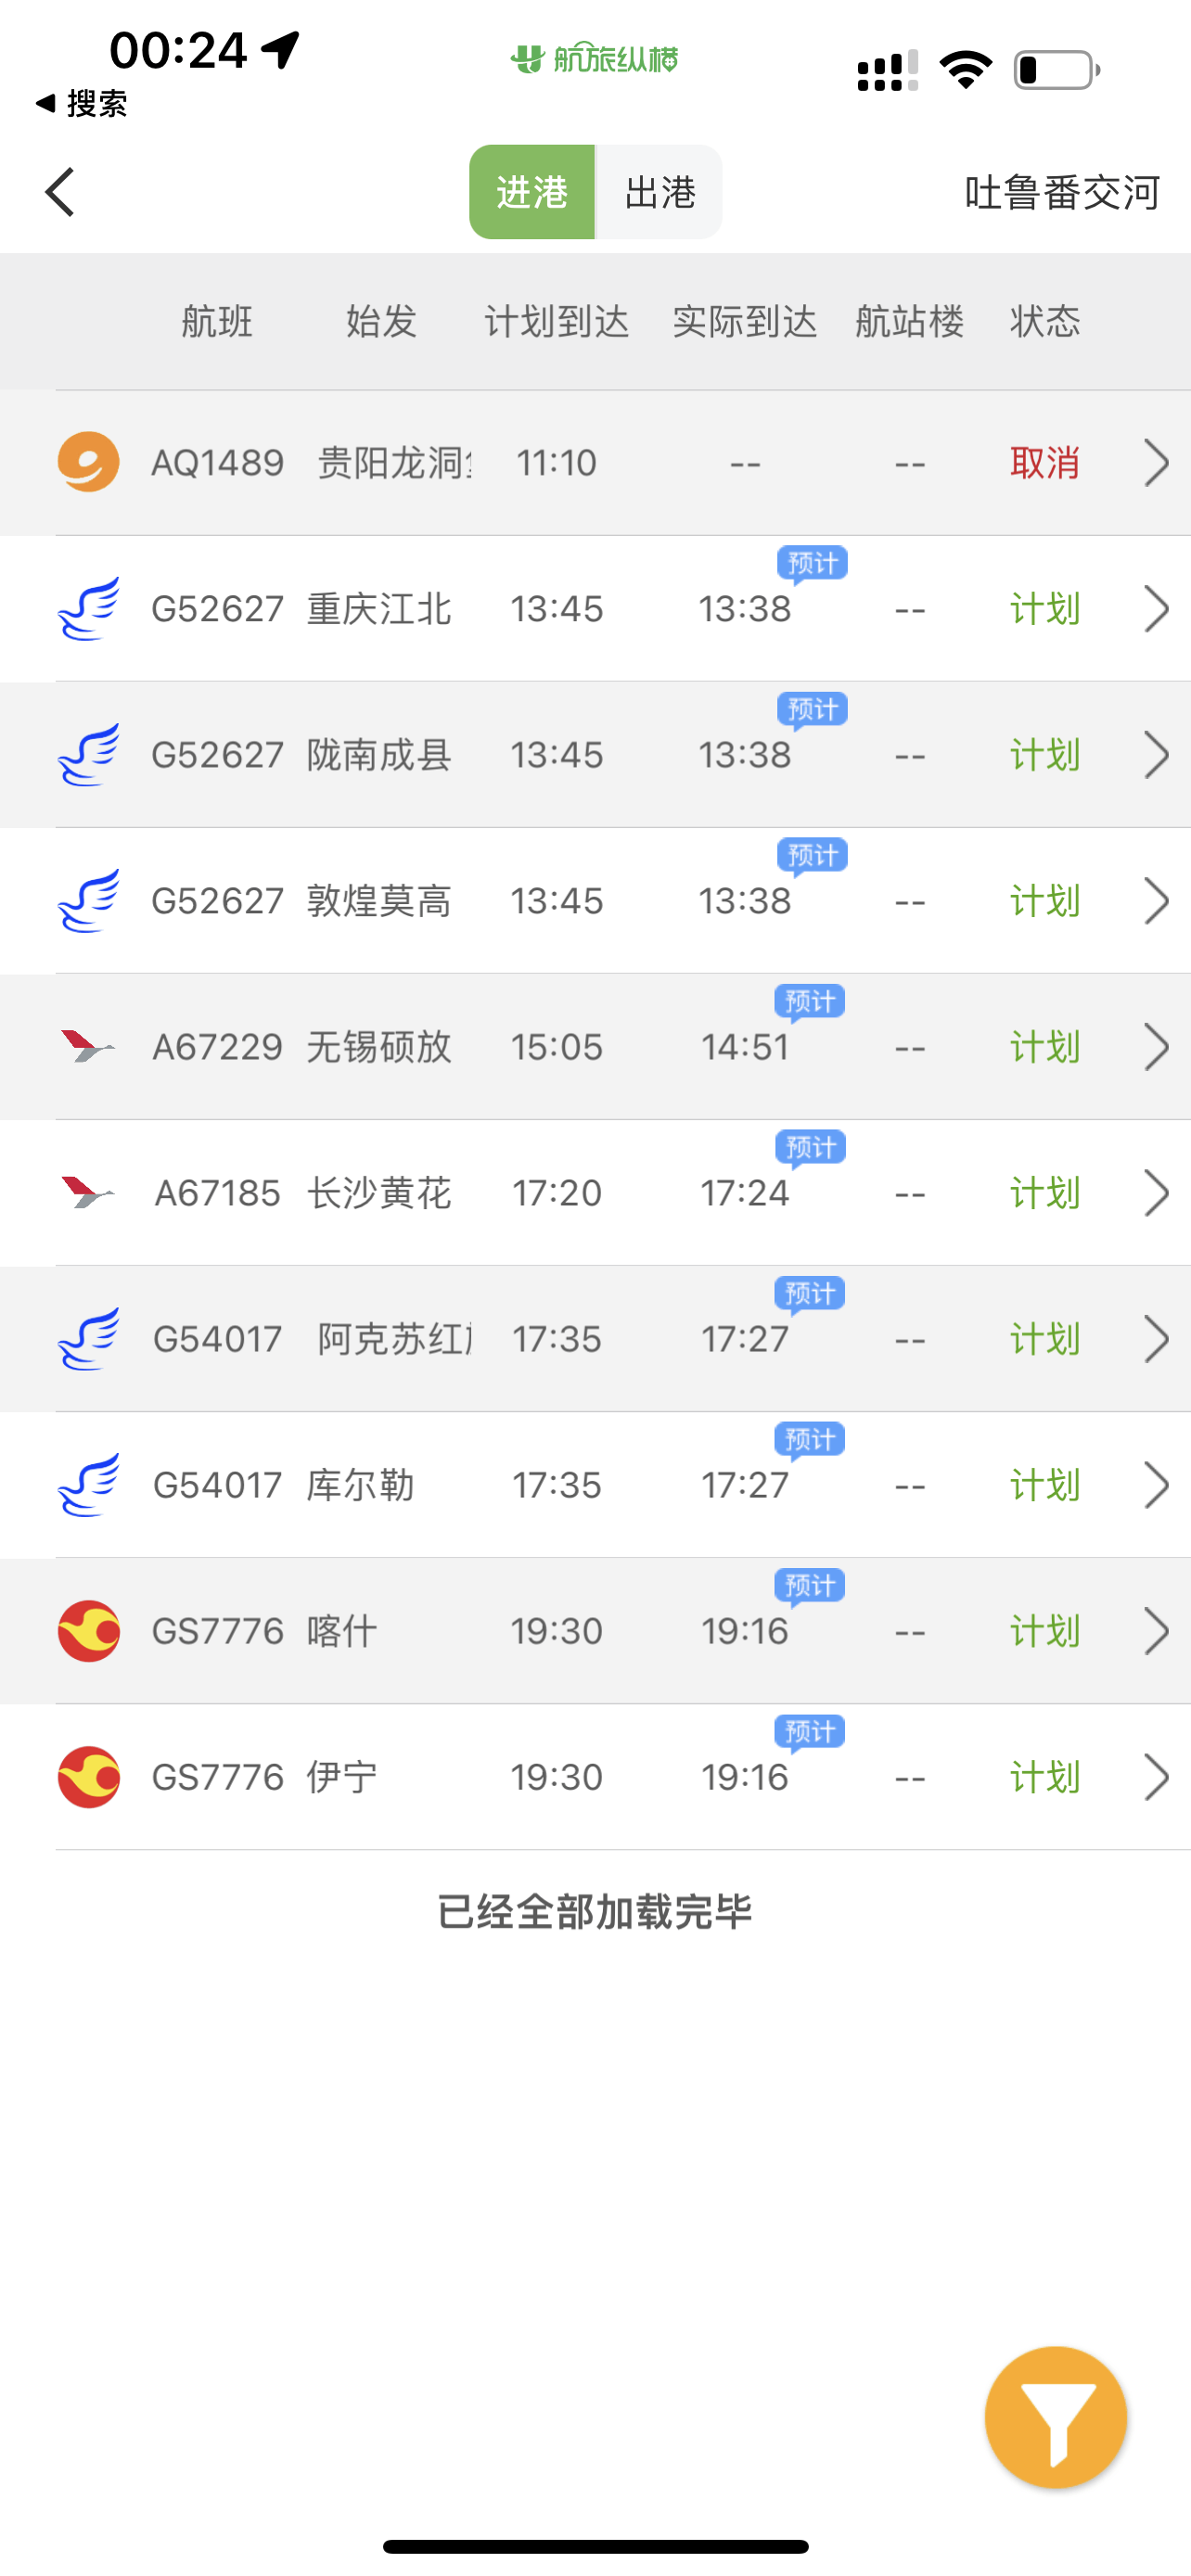 00:24
航旅纵横
搜索
进港 出港 吐鲁番交河
航班 始发 计划到达 实际到达 航站楼 状态
AQ1489 贵阳龙洞 11:10 -- -- 取消
预计
G52627 重庆江北 13:45 13:38 -- 计划
预计
G52627 陇南成县 13:45 13:38 -- 计划
预计
G52627 敦煌莫高 13:45 13:38 -- 计划
预计
A67229 无锡硕放 15:05 14:51 -- 计划
预计
A67185 长沙黄花 17:20 17:24 -- 计划
预计
G54017 阿克苏红 17:35 17:27 -- 计划
预计
G54017 库尔勒 17:35 17:27 -- 计划
预计
GS7776 喀什 19:30 19:16 -- 计划
预计
GS7776 伊宁 19:30 19:16 -- 计划
已经全部加载完毕